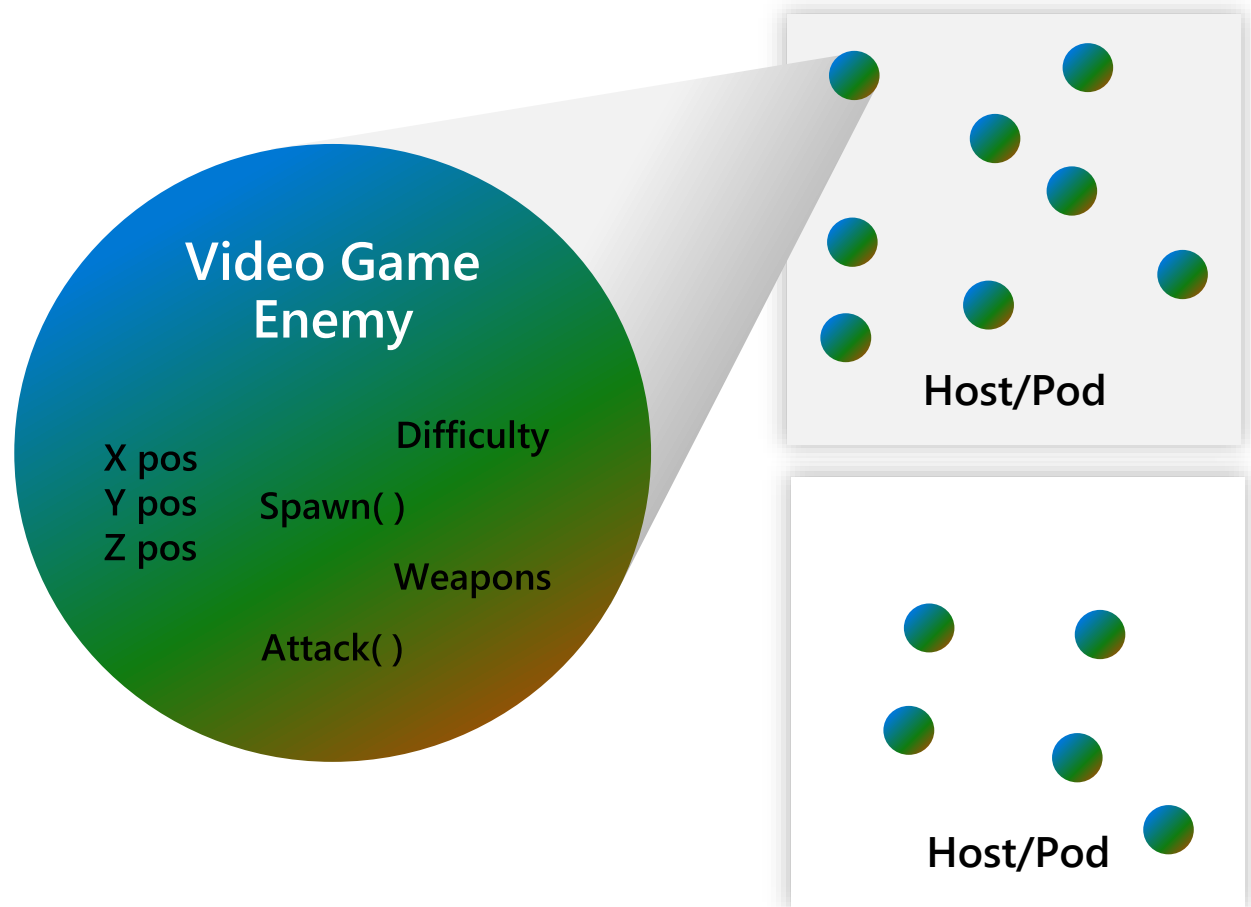 Video Game
Enemy
Difficulty
X pos
Y pos
Z pos
Spawn( )
Weapons
Attack( )
Host/Pod
Host/Pod